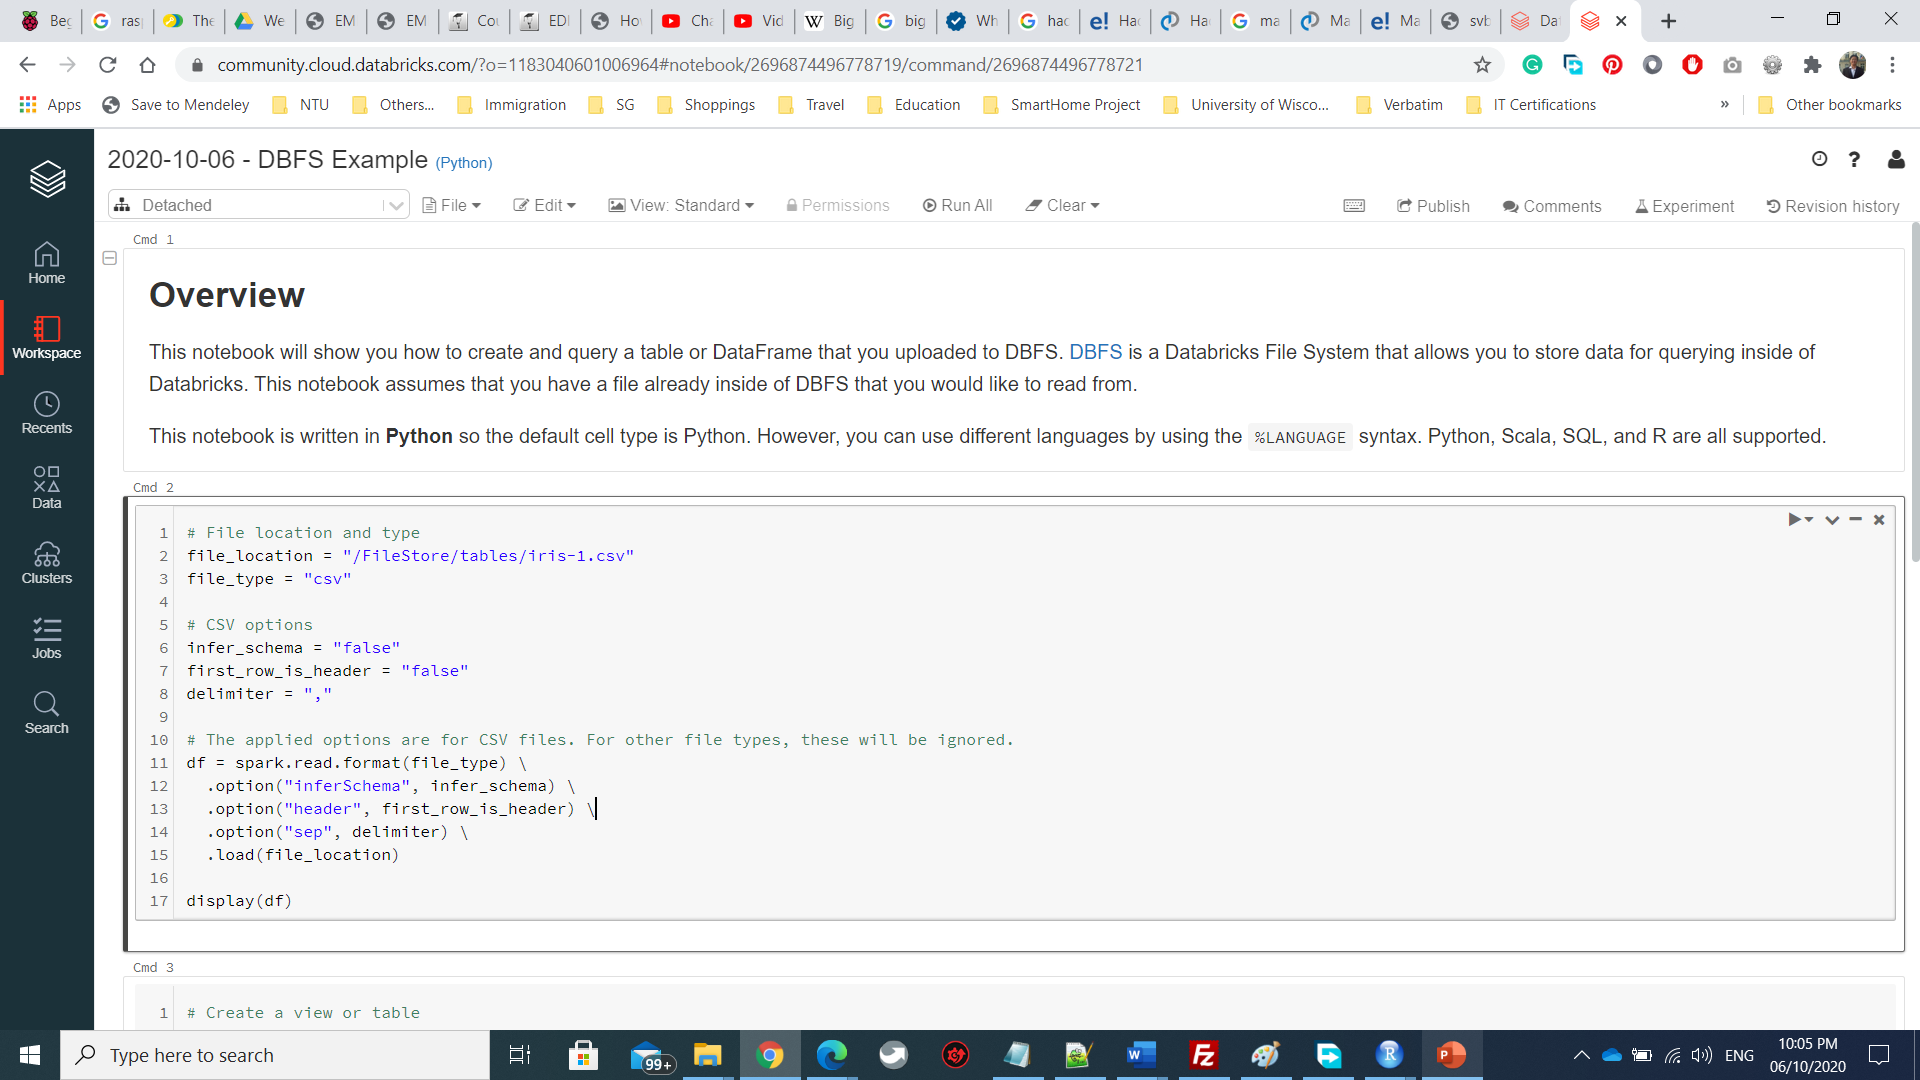 Beg
ras
The
We
EM
EM
Cou
EDI
Ho
Cha
Vid
Big
big
Wh
had
Ha
Ha
ma
Ma
Ma
svb
Dat
community.cloud.databricks.com/?o=1183040601006964#notebook/2696874496778719/command/2696874496778721
Apps Save to Mendeley NTU Others... Immigration SG Shoppings Travel Education SmartHome Project University of Wisco... Verbatim IT Certifications » Other bookmarks
2020-10-06 - DBFS Example (Python)
Detached File Edit View: Standard Permissions Run All Clear Publish Comments Experiment Revision history
Home
Workspace
Recents
Data
Clusters
Jobs
Search
Cmd 1
Overview
This notebook will show you how to create and query a table or DataFrame that you uploaded to DBFS. DBFS is a Databricks File System that allows you to store data for querying inside of
Databricks. This notebook assumes that you have a file already inside of DBFS that you would like to read from.
This notebook is written in Python so the default cell type is Python. However, you can use different languages by using the %LANGUAGE syntax. Python, Scala, SQL, and R are all supported.
Cmd 2
1 # File location and type
2 file_location = "/FileStore/tables/iris-1.csv"
3 file_type = "csv"
4
5 # CSV options
6 infer_schema = "false"
7 first_row_is_header = "false"
8 delimiter = ","
9
10 # The applied options are for CSV files. For other file types, these will be ignored.
11 df = spark.read.format(file_type) \
12 .option("inferSchema", infer_schema) \
13 .option("header", first_row_is_header) \
14 .option("sep", delimiter) \
15 .load(file_location)
16
17 display(df)
Cmd 3
1 # Create a view or table
Type here to search
99+
ENG
10:05 PM
06/10/2020